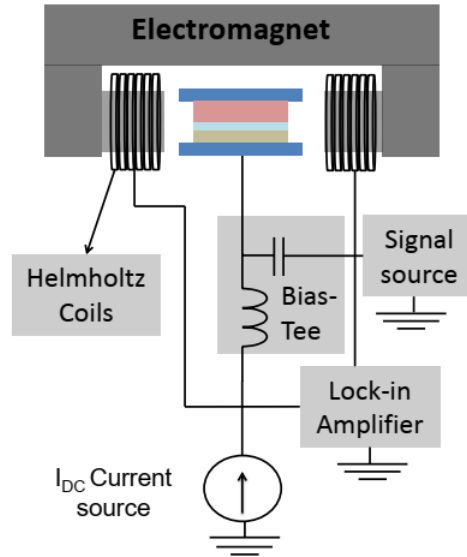 Electromagnet
Helmholtz
Coils
Bias-
Tee
Signal
source
Lock-in
Amplifier
I_DC Current
source